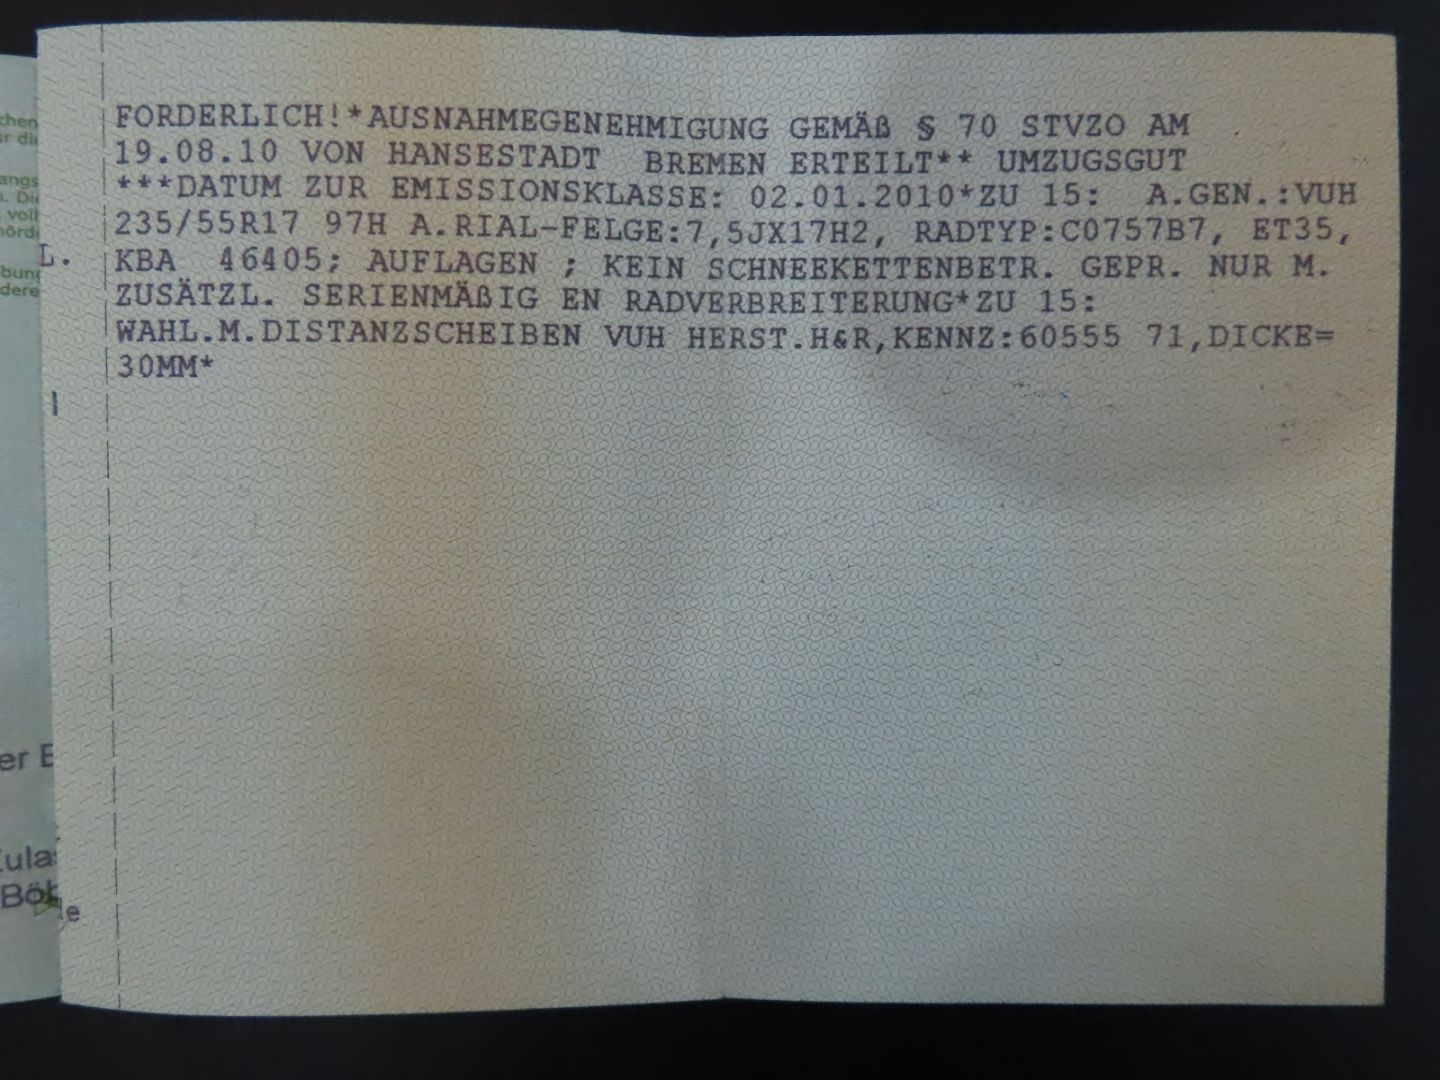 FORDERLICH!*AUSNAHMEGENEHMIGUNG GEMÄß § 70 STVZO AM
19.08.10 VON HANSESTADT BREMEN ERTEILT** UMZUGSGUT
***DATUM ZUR EMISSIONSKLASSE: 02.01.2010*ZU 15: A.GEN.:VUH
235/55R17 97H A.RIAL-FELGE:7,5JX17H2, RADTYP:C0757B7, ET35,
L. KBA 46405; AUFLAGEN ; KEIN SCHNEEKETTENBETR. GEPR. NUR M.
ZUSÄTZL. SERIENMÄßIG EN RADVERBREITERUNG*ZU 15:
WAHL.M.DISTANZSCHEIBEN VUH HERST.H&R,KENNZ:60555 71,DICKE=
30MM*
er